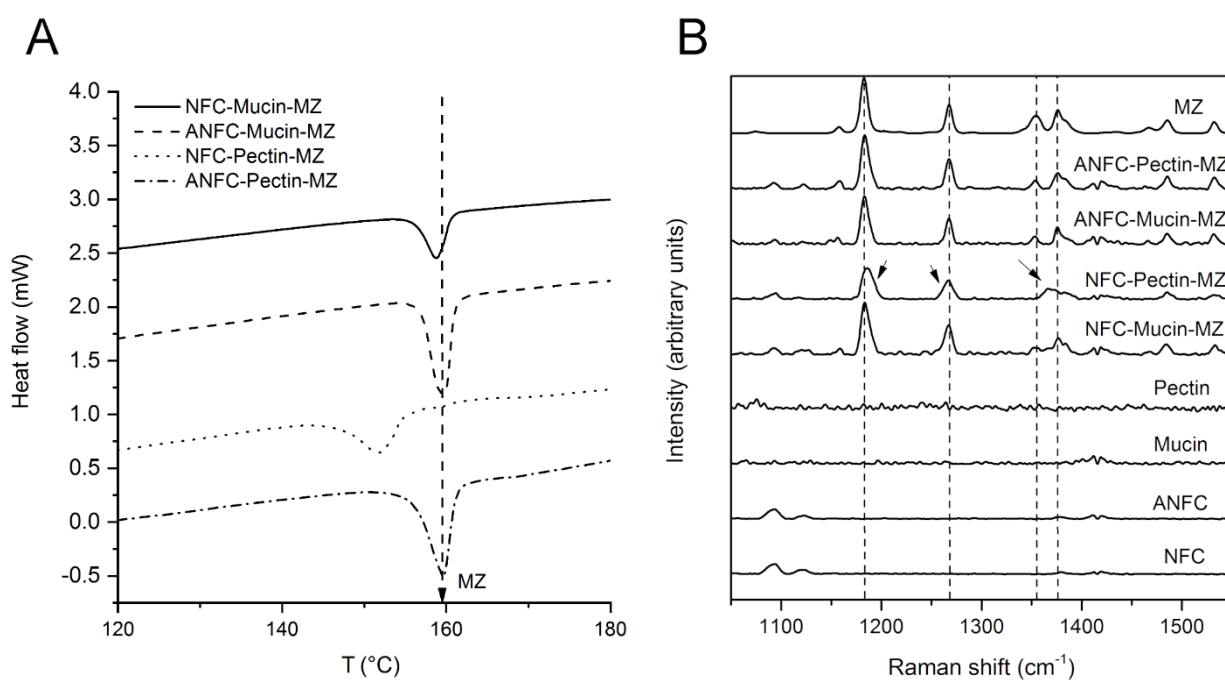 A
4.0
3.5
3.0
2.5
2.0
1.5
1.0
0.5
0.0
-0.5
Heat flow (mW)
NFC-Mucin-MZ
ANFC-Mucin-MZ
NFC-Pectin-MZ
ANFC-Pectin-MZ
MZ
120
140
160
180
T (°C)
B
Intensity (arbitrary units)
MZ
ANFC-Pectin-MZ
ANFC-Mucin-MZ
NFC-Pectin-MZ
NFC-Mucin-MZ
Pectin
Mucin
ANFC
NFC
1100
1200
1300
1400
1500
Raman shift (cm⁻¹)